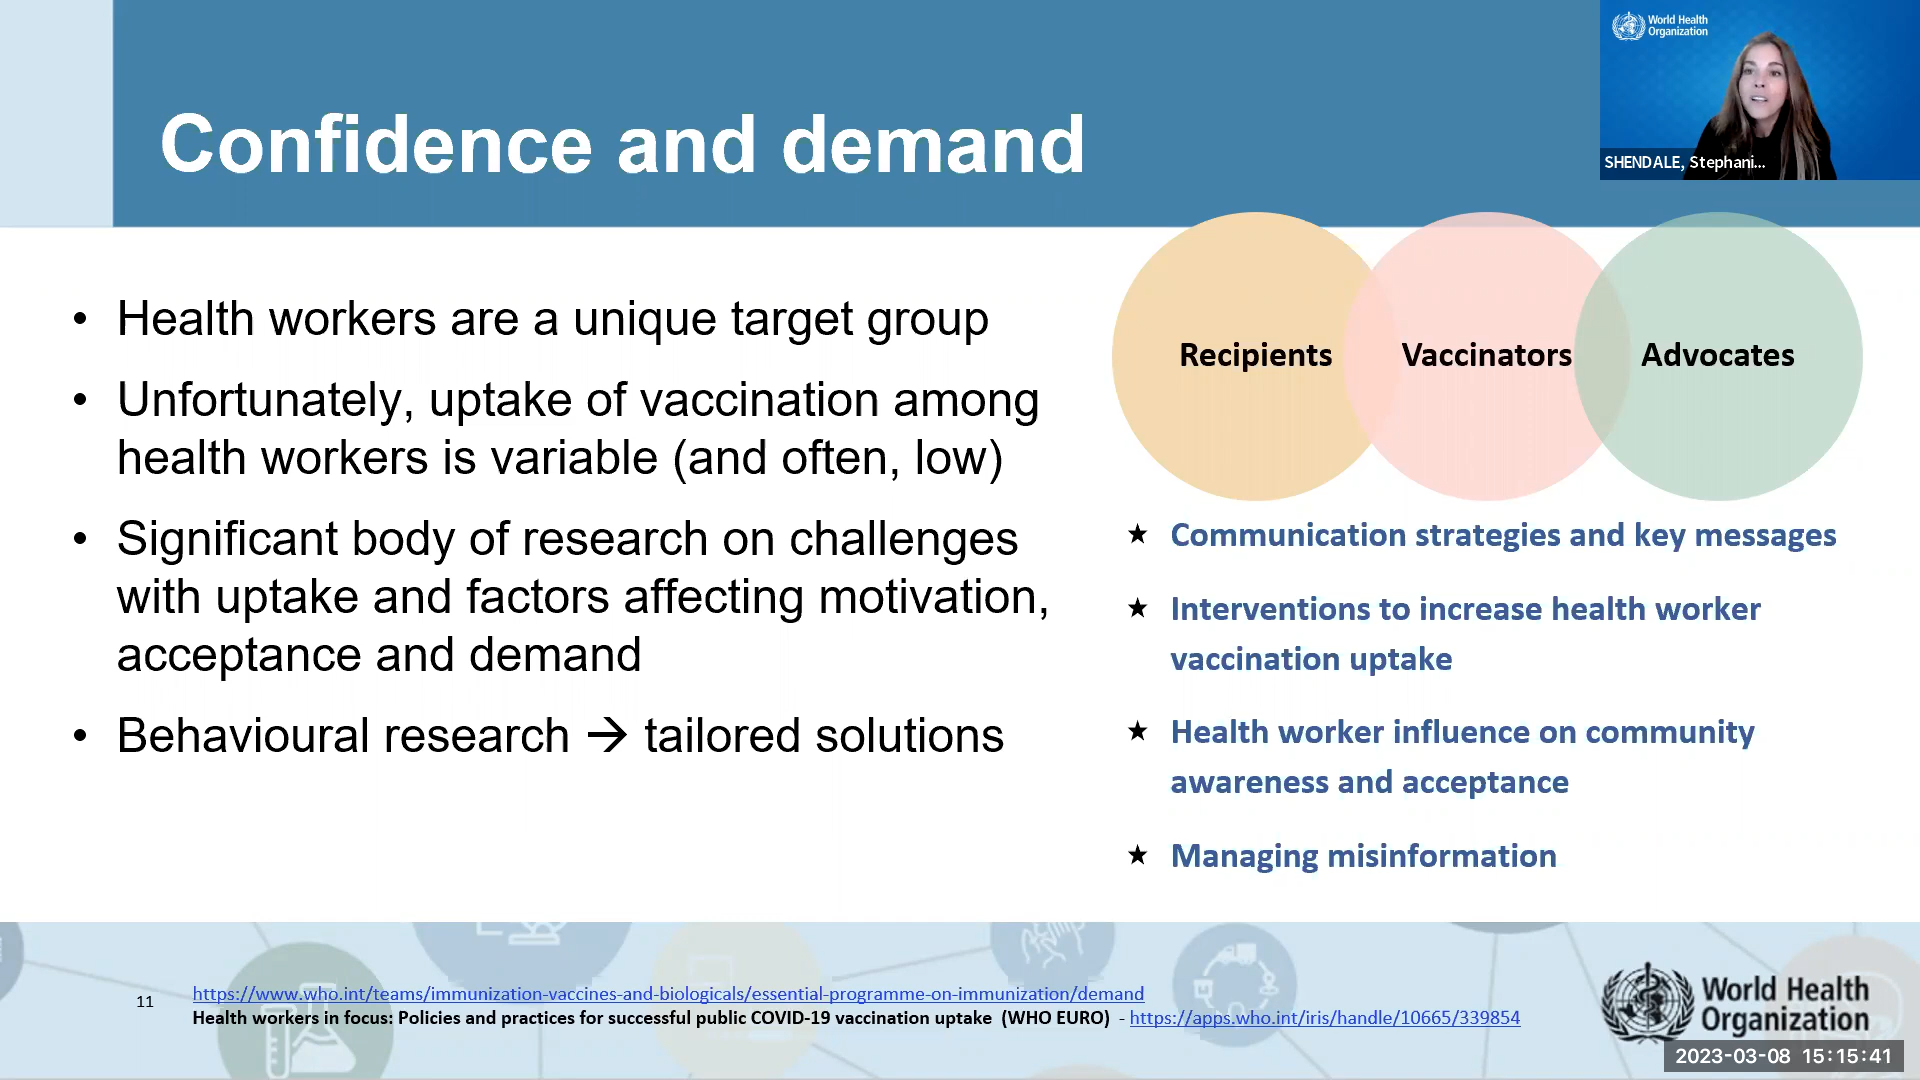 World Health
Organization
SHENDALE, Stephani...
Confidence and demand
• Health workers are a unique target group
• Unfortunately, uptake of vaccination among
health workers is variable (and often, low)
• Significant body of research on challenges
with uptake and factors affecting motivation,
acceptance and demand
• Behavioural research → tailored solutions
Recipients
Vaccinators
Advocates
★ Communication strategies and key messages
★ Interventions to increase health worker
vaccination uptake
★ Health worker influence on community
awareness and acceptance
★ Managing misinformation
11
https://www.who.int/teams/immunization-vaccines-and-biologicals/essential-programme-on-immunization/demand
Health workers in focus: Policies and practices for successful public COVID-19 vaccination uptake (WHO EURO) - https://apps.who.int/iris/handle/10665/339854
World Health
Organization
2023-03-08 15:15:41